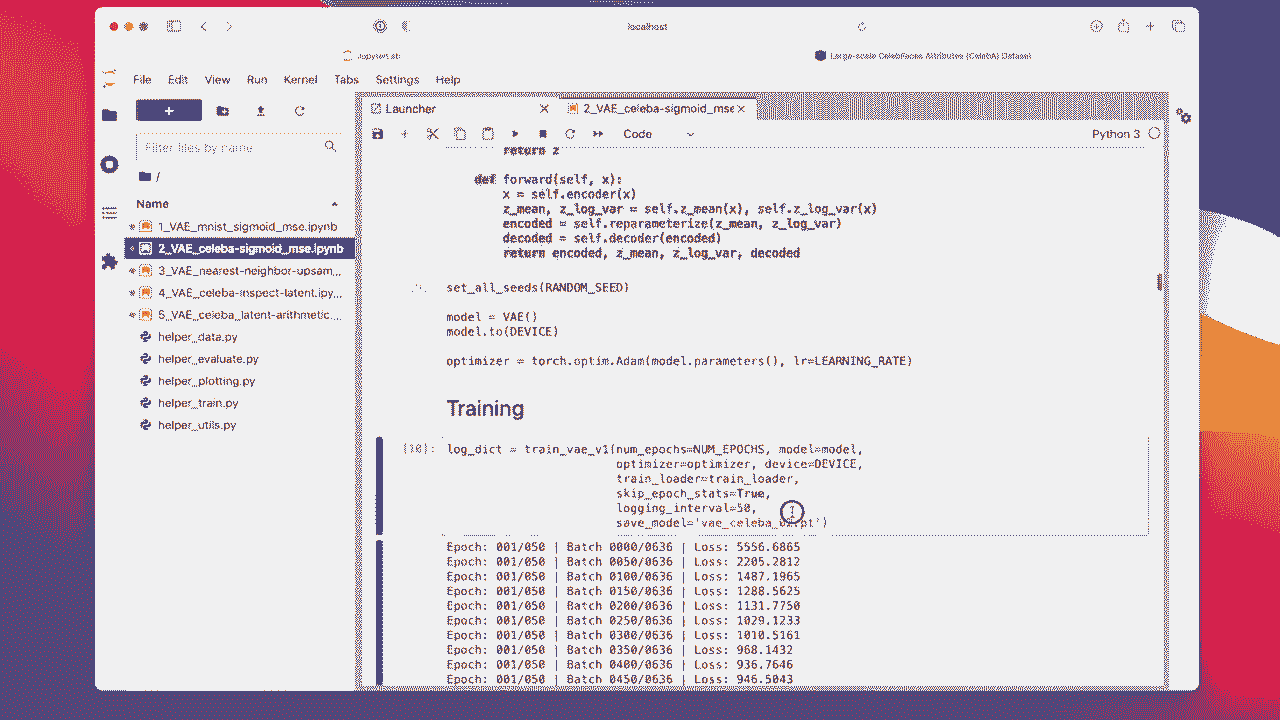 localhost
JupyterLab
Large-scale CelebFaces Attributes (CelebA) Dataset
File Edit View Run Kernel Tabs Settings Help
Launcher
2_VAE_celeba-sigmoid_mse
Filter files by name
Code
Python 3
/
Name
1_VAE_mnist_sigmoid_mse.ipynb
2_VAE_celeba-sigmoid_mse.ipynb
3_VAE_nearest-neighbor-upsam...
4_VAE_celeba-inspect-latent.ipy...
5_VAE_celeba_latent-arithmetic....
helper_data.py
helper_evaluate.py
helper_plotting.py
helper_train.py
helper_utils.py
return z
def forward(self, x):
x = self.encoder(x)
z_mean, z_log_var = self.z_mean(x), self.z_log_var(x)
encoded = self.reparameterize(z_mean, z_log_var)
decoded = self.decoder(encoded)
return encoded, z_mean, z_log_var, decoded
set_all_seeds(RANDOM_SEED)
model = VAE()
model.to(DEVICE)
optimizer = torch.optim.Adam(model.parameters(), lr=LEARNING_RATE)
Training
[10]: log_dict = train_vae_v1(num_epochs=NUM_EPOCHS, model=model,
optimizer=optimizer, device=DEVICE,
train_loader=train_loader,
skip_epoch_stats=True,
logging_interval=50,
save_model='vae_celeba_02.pt')
Epoch: 001/050 | Batch 0000/0636 | Loss: 5556.6865
Epoch: 001/050 | Batch 0050/0636 | Loss: 2205.2812
Epoch: 001/050 | Batch 0100/0636 | Loss: 1487.1965
Epoch: 001/050 | Batch 0150/0636 | Loss: 1288.5625
Epoch: 001/050 | Batch 0200/0636 | Loss: 1131.7750
Epoch: 001/050 | Batch 0250/0636 | Loss: 1029.1233
Epoch: 001/050 | Batch 0300/0636 | Loss: 1010.5161
Epoch: 001/050 | Batch 0350/0636 | Loss: 968.1432
Epoch: 001/050 | Batch 0400/0636 | Loss: 936.7646
Epoch: 001/050 | Batch 0450/0636 | Loss: 946.5043